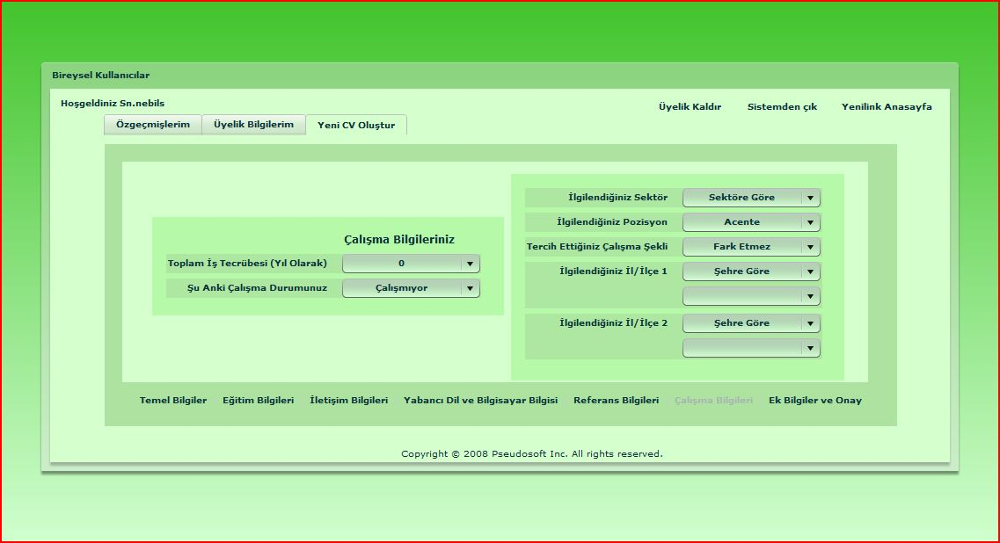 Bireysel Kullanıcılar
Hoşgeldiniz Sn.nebils
Üyelik Kaldır Sistemden çık Yenilink Anasayfa
Özgeçmişlerim Üyelik Bilgilerim Yeni CV Oluştur
Çalışma Bilgileriniz
Toplam İş Tecrübesi (Yıl Olarak) 0
Şu Anki Çalışma Durumunuz Çalışmıyor
İlgilendiğiniz Sektör Sektöre Göre
İlgilendiğiniz Pozisyon Acente
Tercih Ettiğiniz Çalışma Şekli Fark Etmez
İlgilendiğiniz İl/İlçe 1 Şehre Göre
İlgilendiğiniz İl/İlçe 2 Şehre Göre
Temel Bilgiler Eğitim Bilgileri İletişim Bilgileri Yabancı Dil ve Bilgisayar Bilgisi Referans Bilgileri Çalışma Bilgileri Ek Bilgiler ve Onay
Copyright © 2008 Pseudosoft Inc. All rights reserved.